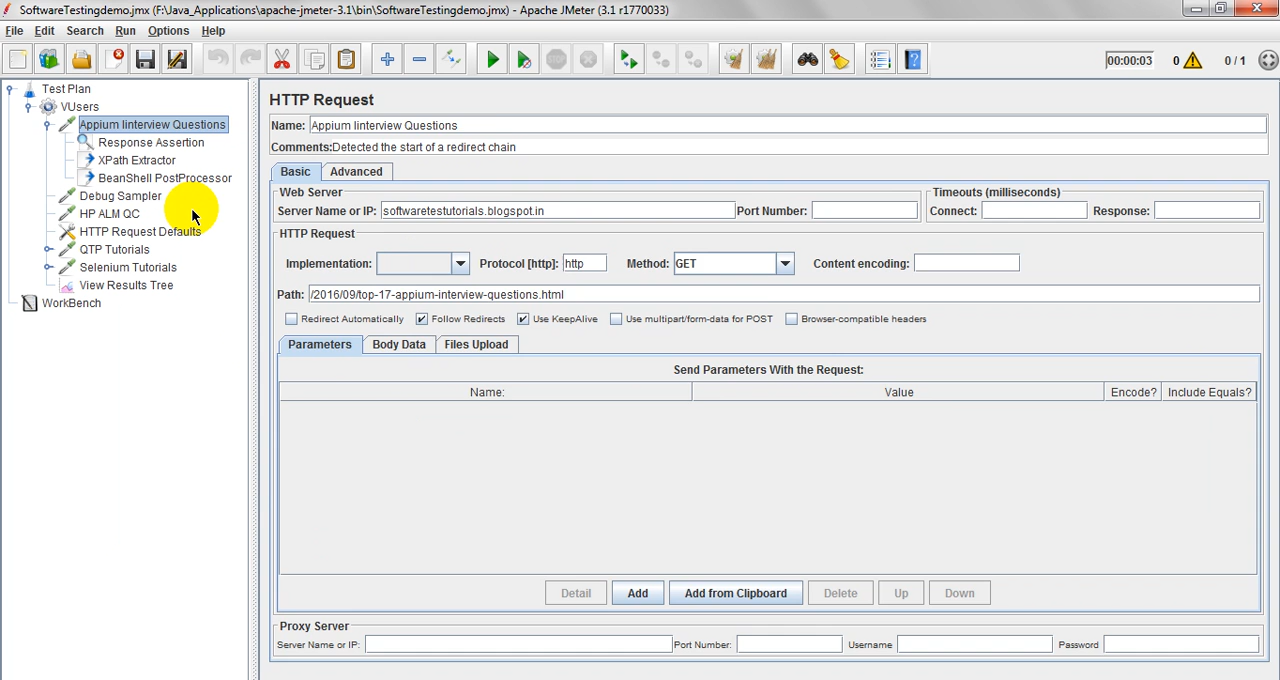 SoftwareTestingdemo.jmx (F:\Java_Applications\apache-jmeter-3.1\bin\SoftwareTestingdemo.jmx) - Apache JMeter (3.1 r1770033)
File Edit Search Run Options Help
00:00:03 0 0 / 1
Test Plan
VUsers
Appium Iinterview Questions
Response Assertion
XPath Extractor
BeanShell PostProcessor
Debug Sampler
HP ALM QC
HTTP Request Defaults
QTP Tutorials
Selenium Tutorials
View Results Tree
WorkBench
HTTP Request
Name: Appium Iinterview Questions
Comments:Detected the start of a redirect chain
Basic Advanced
Web Server
Server Name or IP: softwaretestutorials.blogspot.in Port Number:
Timeouts (milliseconds)
Connect: Response:
HTTP Request
Implementation: Protocol [http]: http Method: GET Content encoding:
Path: /2016/09/top-17-appium-interview-questions.html
Redirect Automatically Follow Redirects Use KeepAlive Use multipart/form-data for POST Browser-compatible headers
Parameters Body Data Files Upload
Send Parameters With the Request:
Name: Value Encode? Include Equals?
Detail Add Add from Clipboard Delete Up Down
Proxy Server
Server Name or IP: Port Number: Username Password